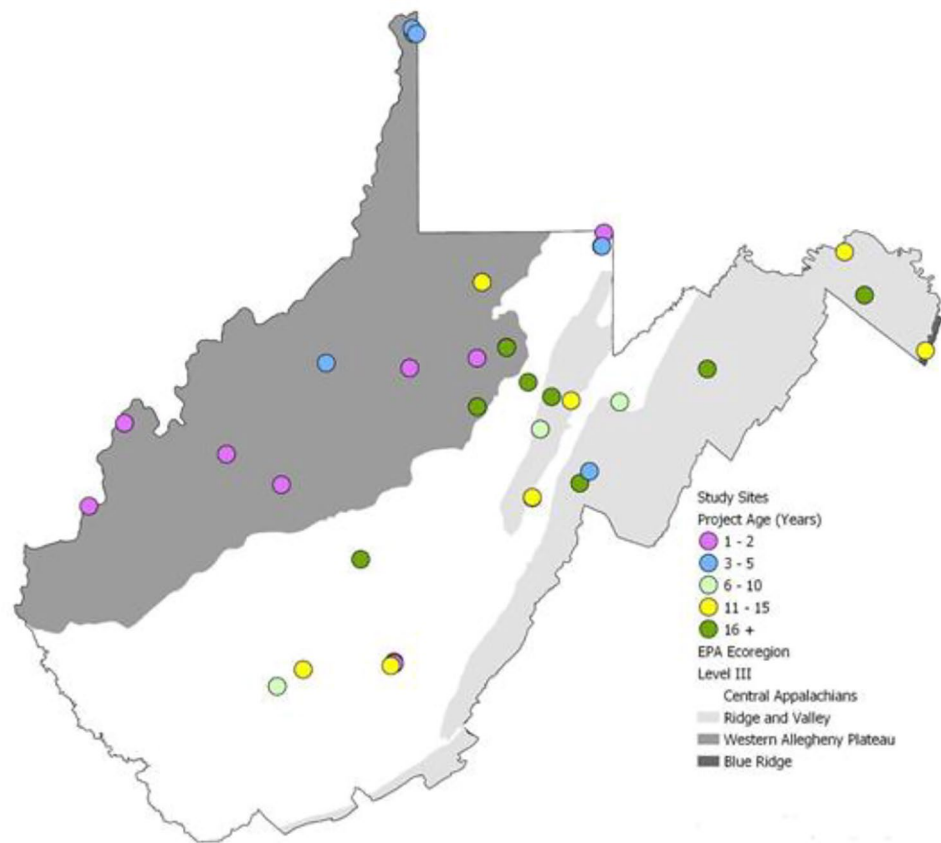 Study Sites
Project Age (Years)
1 - 2
3 - 5
6 - 10
11 - 15
16 +
EPA Ecoregion
Level III
Central Appalachians
Ridge and Valley
Western Allegheny Plateau
Blue Ridge